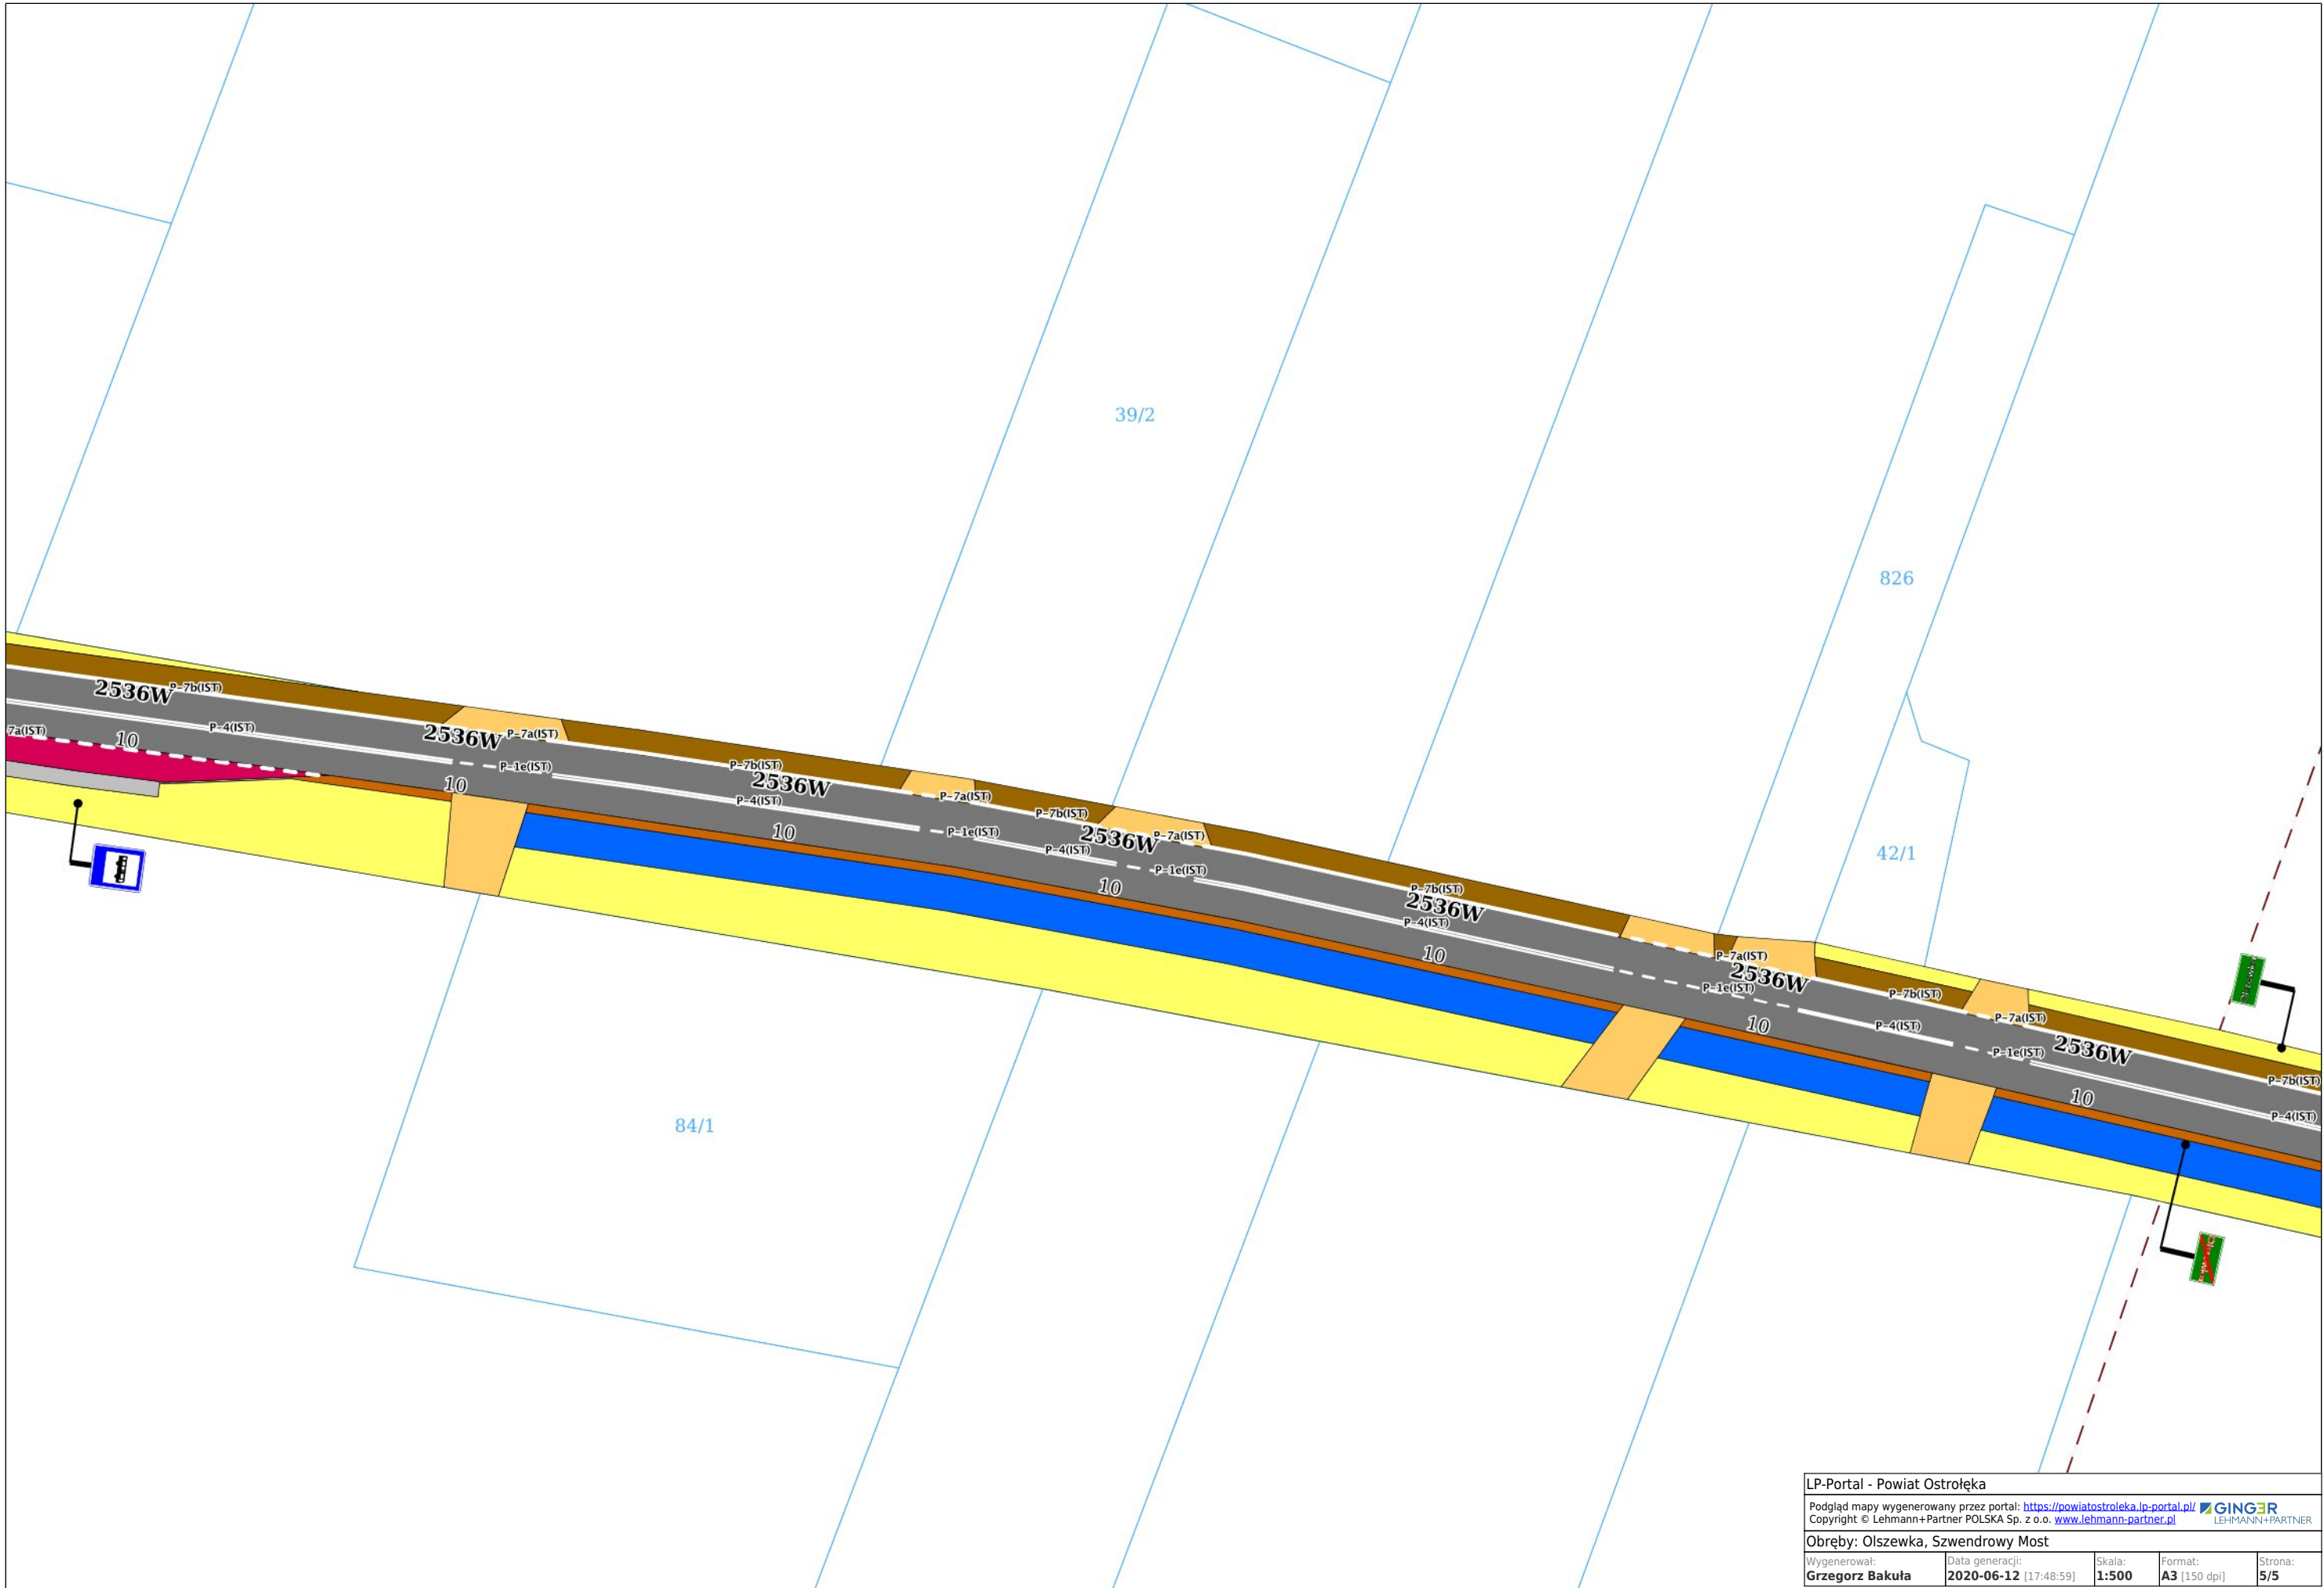 39/2
826
2536W
P-7b(IST)
P-4(IST)
7a(IST)
10
2536W
P-7a(IST)
P-1e(IST)
10
P-7b(IST)
2536W
P-4(IST)
10
P-7a(IST)
P-1e(IST)
P-7b(IST)
2536W
P-7a(IST)
P-4(IST)
P-1e(IST)
10
42/1
P-7b(IST)
2536W
P-4(IST)
10
P-7a(IST)
2536W
P-1e(IST)
10
P-7b(IST)
P-4(IST)
P-7a(IST)
P-1e(IST)
2536W
10
P-7b(IST)
P-4(IST)
84/1
LP-Portal - Powiat Ostrołęka
Podgląd mapy wygenerowany przez portal: https://powiatostroleka.lp-portal.pl/
Copyright © Lehmann+Partner POLSKA Sp. z o.o. www.lehmann-partner.pl
GINGER
LEHMANN+PARTNER
Obręby: Olszewka, Szwendrowy Most
Wygenerował: Data generacji: Skala: Format: Strona:
Grzegorz Bakuła 2020-06-12 [17:48:59] 1:500 A3 [150 dpi] 5/5